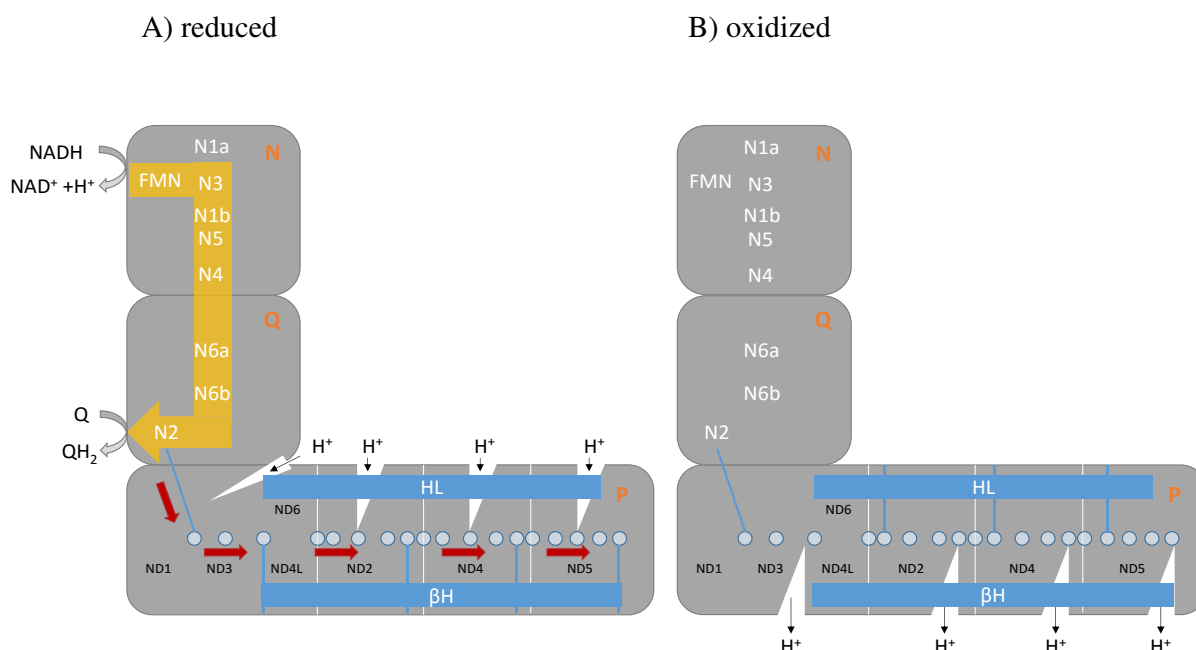 A) reduced
B) oxidized
N1a
N
NADH
FMN
N3
NAD⁺ +H⁺
N1b
N5
N4
Q
N6a
N6b
Q
N2
QH₂
H⁺
H⁺
H⁺
H⁺
HL
P
ND6
ND1
ND3
ND4L
ND2
ND4
ND5
βH
N1a
N
FMN
N3
N1b
N5
N4
Q
N6a
N6b
N2
HL
P
ND6
ND1
ND3
ND4L
ND2
ND4
ND5
βH
H⁺
H⁺
H⁺
H⁺